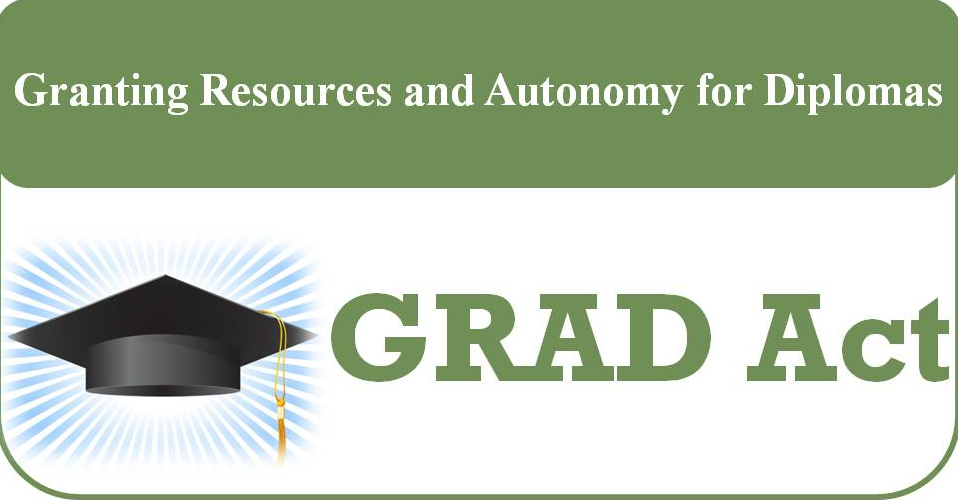 Granting Resources and Autonomy for Diplomas
GRAD Act